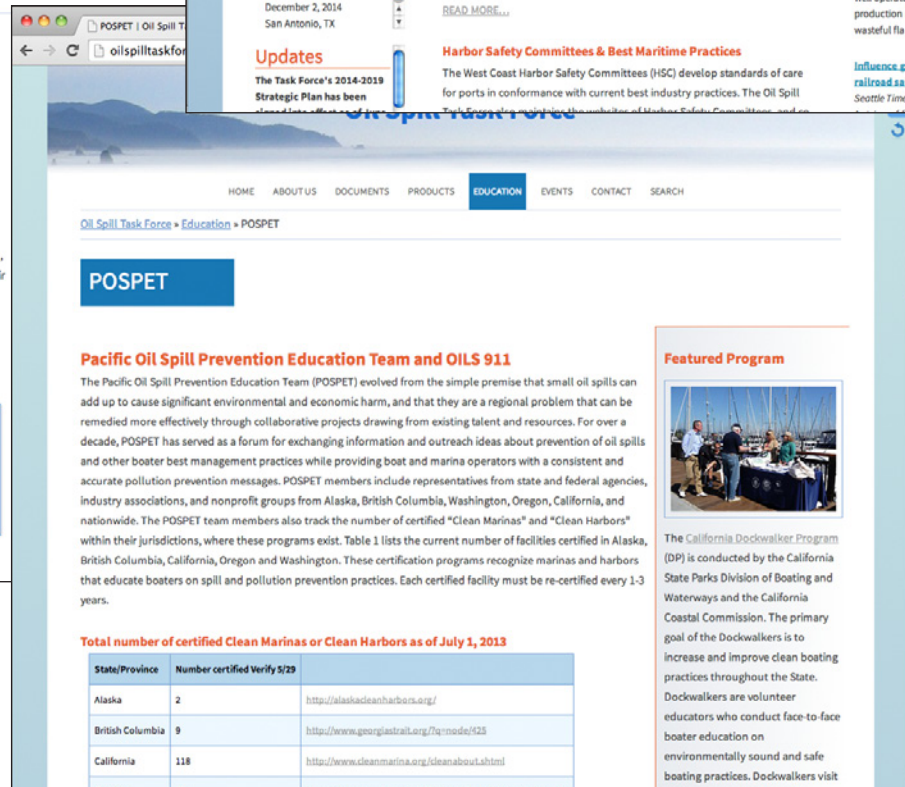 December 2, 2014
San Antonio, TX
READ MORE...
production
wasteful fla
Updates
The Task Force's 2014-2019
Strategic Plan has been
Harbor Safety Committees & Best Maritime Practices
The West Coast Harbor Safety Committees (HSC) develop standards of care
for ports in conformance with current best industry practices. The Oil Spill
Task Force also maintains the websites of Harbor Safety Committees, and co
Influence g
railroad sa
Seattle Time
POSPET | Oil Spill T
oilspilltaskfor
Oil Spill Task Force
HOME ABOUT US DOCUMENTS PRODUCTS EDUCATION EVENTS CONTACT SEARCH
Oil Spill Task Force » Education » POSPET
POSPET
Pacific Oil Spill Prevention Education Team and OILS 911
The Pacific Oil Spill Prevention Education Team (POSPET) evolved from the simple premise that small oil spills can
add up to cause significant environmental and economic harm, and that they are a regional problem that can be
remedied more effectively through collaborative projects drawing from existing talent and resources. For over a
decade, POSPET has served as a forum for exchanging information and outreach ideas about prevention of oil spills
and other boater best management practices while providing boat and marina operators with a consistent and
accurate pollution prevention messages. POSPET members include representatives from state and federal agencies,
industry associations, and nonprofit groups from Alaska, British Columbia, Washington, Oregon, California, and
nationwide. The POSPET team members also track the number of certified “Clean Marinas” and “Clean Harbors”
within their jurisdictions, where these programs exist. Table 1 lists the current number of facilities certified in Alaska,
British Columbia, California, Oregon and Washington. These certification programs recognize marinas and harbors
that educate boaters on spill and pollution prevention practices. Each certified facility must be re-certified every 1-3
years.
Total number of certified Clean Marinas or Clean Harbors as of July 1, 2013
State/Province Number certified Verify 5/29
Alaska 2 http://alaskacleanharbors.org/
British Columbia 9 http://www.georgiastrait.org/?q=node/425
California 118 http://www.cleanmarina.org/cleanabout.shtml
Featured Program
The California Dockwalker Program
(DP) is conducted by the California
State Parks Division of Boating and
Waterways and the California
Coastal Commission. The primary
goal of the Dockwalkers is to
increase and improve clean boating
practices throughout the State.
Dockwalkers are volunteer
educators who conduct face-to-face
boater education on
environmentally sound and safe
boating practices. Dockwalkers visit